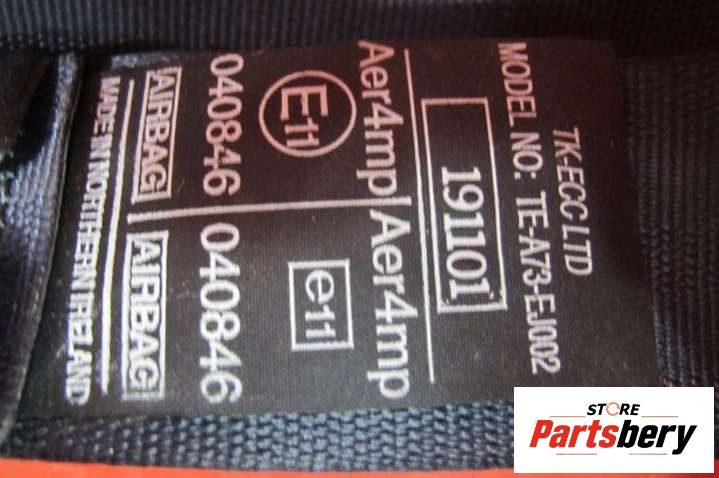 TK-ECC LTD
MODEL NO: TE-A73-EJ002
191101
Aer4mp Aer4mp
E11 e11
040846 040846
AIRBAG AIRBAG
MADE IN NORTHERN IRELAND
STORE
Partsbery